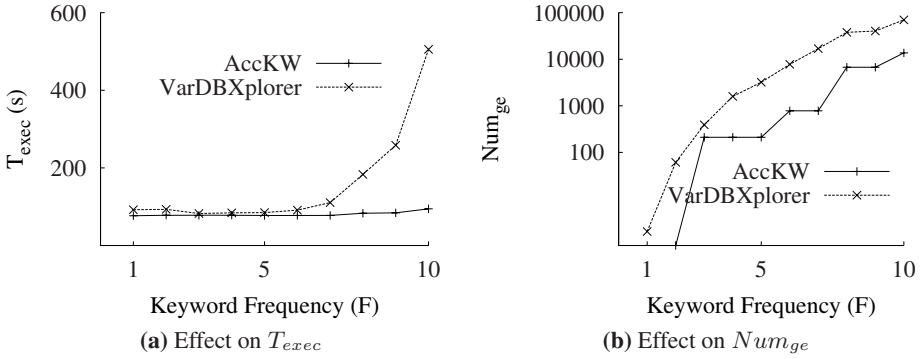 600
400
200
T_exec (s)
AccKW
VarDBXplorer
1 5 10
Keyword Frequency (F)
(a) Effect on T_exec
100000
10000
1000
100
Num_ge
AccKW
VarDBXplorer
1 5 10
Keyword Frequency (F)
(b) Effect on Num_ge